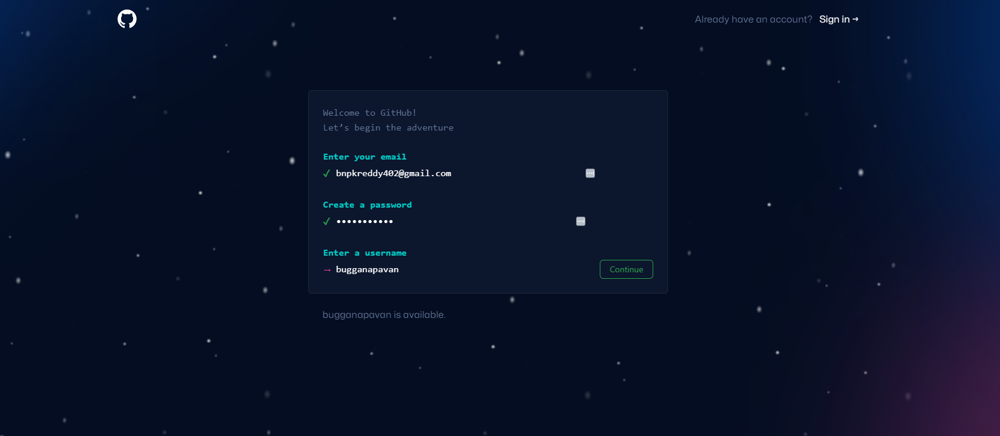 Already have an account? Sign in →
Welcome to GitHub!
Let’s begin the adventure
Enter your email
✓ bnpkreddy402@gmail.com
Create a password
✓ •••••••••••
Enter a username
→ bugganapavan
Continue
bugganapavan is available.